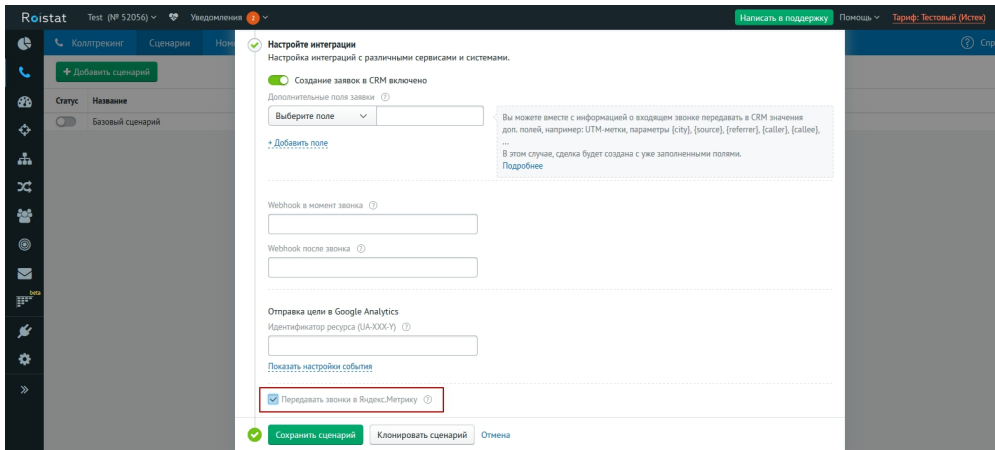 Roistat Test (№ 52056) Уведомления 2 Написать в поддержку Помощь Тариф: Тестовый (Истек)
Коллтрекинг Сценарии Ном Спр
+ Добавить сценарий
Статус Название
Базовый сценарий
beta
Настройте интеграции
Настройка интеграций с различными сервисами и системами.
Создание заявок в CRM включено
Дополнительные поля заявки ?
Выберите поле
+ Добавить поле
Вы можете вместе с информацией о входящем звонке передавать в CRM значения
доп. полей, например: UTM-метки, параметры {city}, {source}, {referrer}, {caller}, {callee},
...
В этом случае, сделка будет создана с уже заполненными полями.
Подробнее
Webhook в момент звонка ?
Webhook после звонка ?
Отправка цели в Google Analytics
Идентификатор ресурса (UA-XXX-Y) ?
Показать настройки события
Передавать звонки в Яндекс.Метрику ?
Сохранить сценарий Клонировать сценарий Отмена